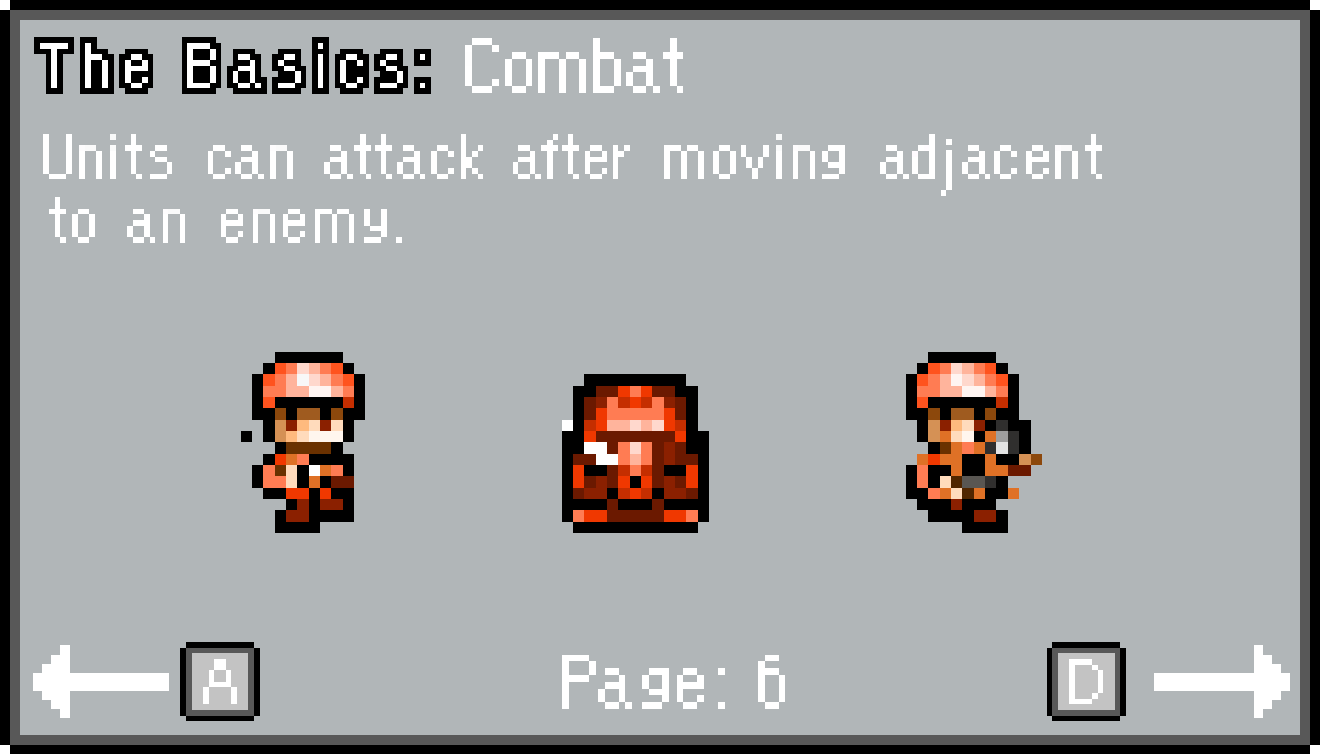 The Basics: Combat
Units can attack after moving adjacent
to an enemy.
A
Page: 6
D